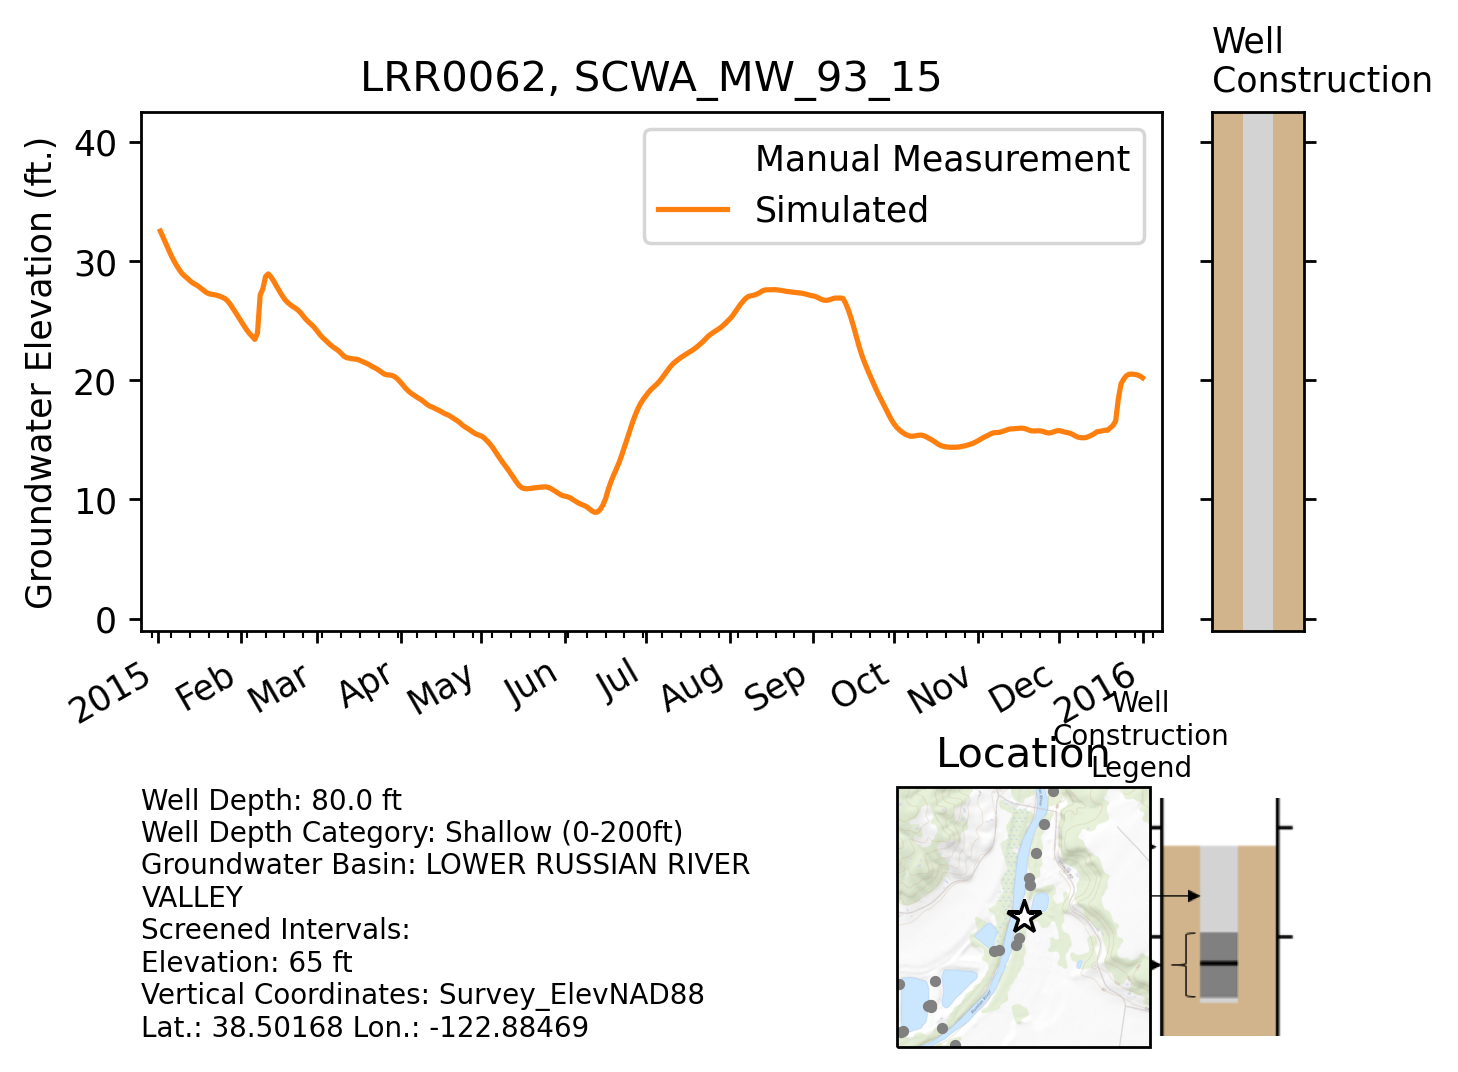 Well
Construction
LRR0062, SCWA_MW_93_15
Groundwater Elevation (ft.)
40
30
20
10
0
Manual Measurement
Simulated
2015
Feb
Mar
Apr
May
Jun
Jul
Aug
Sep
Oct
Nov
Dec
2016
Well
Construction
Legend
Location
Well Depth: 80.0 ft
Well Depth Category: Shallow (0-200ft)
Groundwater Basin: LOWER RUSSIAN RIVER
VALLEY
Screened Intervals:
Elevation: 65 ft
Vertical Coordinates: Survey_ElevNAD88
Lat.: 38.50168 Lon.: -122.88469